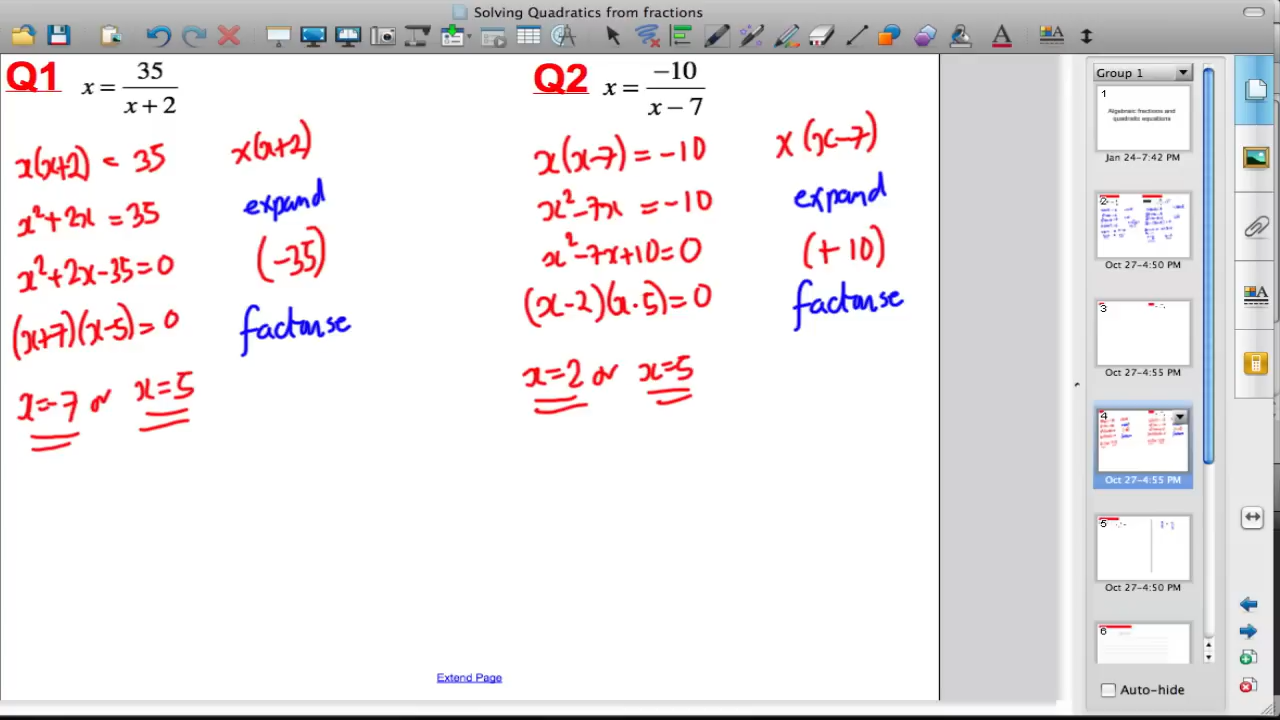 Solving Quadratics from fractions
Q1 x = 35/(x + 2)
x(x+2) = 35 x(x+2)
x²+2x = 35 expand
x²+2x-35=0 (-35)
(x+7)(x-5)=0 factorise
x=-7 or x=5
Q2 x = −10/(x − 7)
x(x-7) = -10 x(x-7)
x²-7x = -10 expand
x²-7x+10=0 (+10)
(x-2)(x-5)=0 factorise
x=2 or x=5
Extend Page
Group 1
1
Algebraic fractions and
quadratic equations
Jan 24-7:42 PM
2
Oct 27-4:50 PM
3
Oct 27-4:55 PM
4
Oct 27-4:55 PM
5
Oct 27-4:50 PM
6
Auto-hide